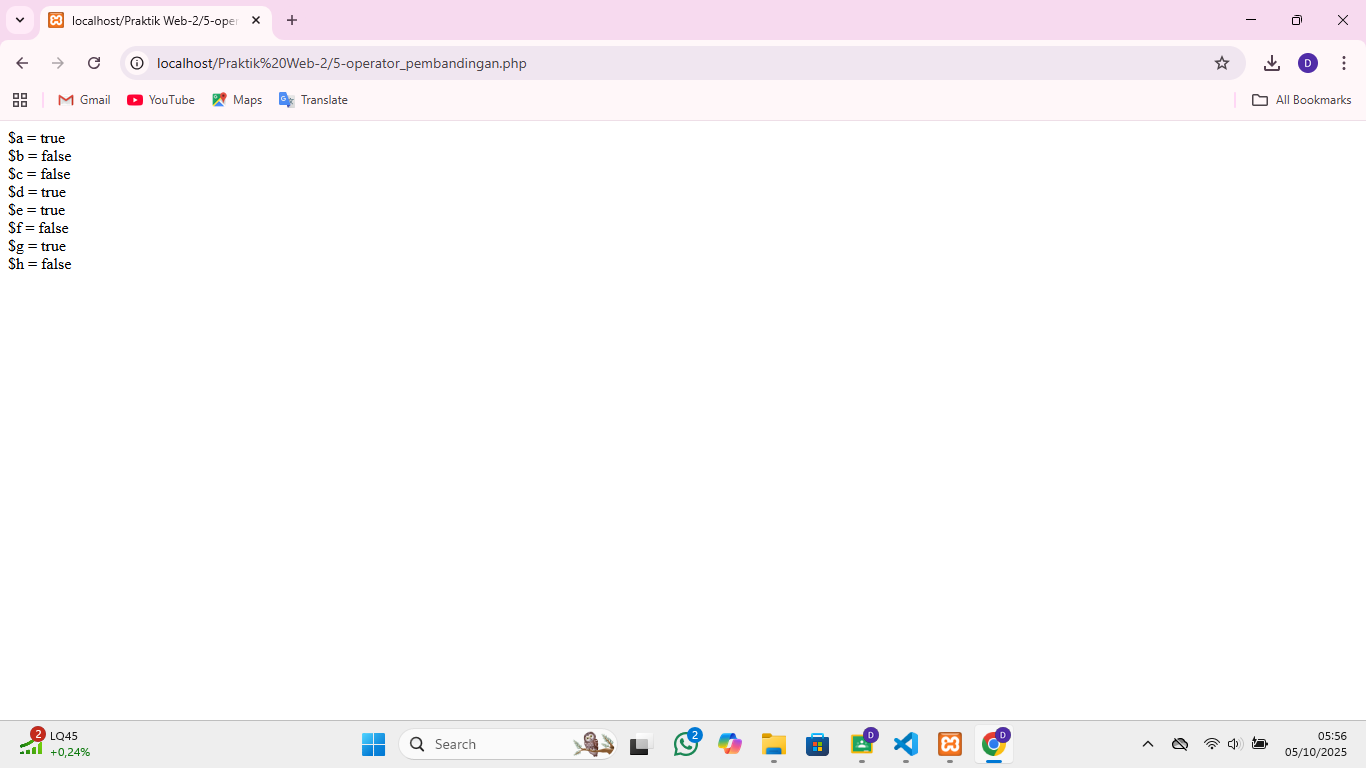 localhost/Praktik Web-2/5-oper
localhost/Praktik%20Web-2/5-operator_pembandingan.php
D
Gmail
YouTube
Maps
Translate
All Bookmarks
$a = true
$b = false
$c = false
$d = true
$e = true
$f = false
$g = true
$h = false
2
LQ45
+0,24%
Search
2
D
D
05:56
05/10/2025